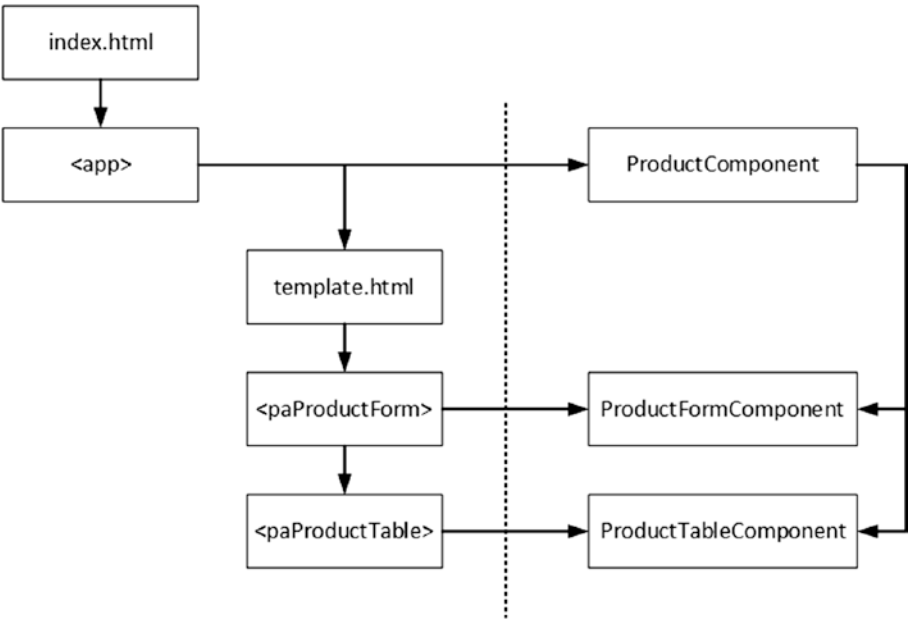 index.html
<app>
ProductComponent
template.html
<paProductForm>
ProductFormComponent
<paProductTable>
ProductTableComponent